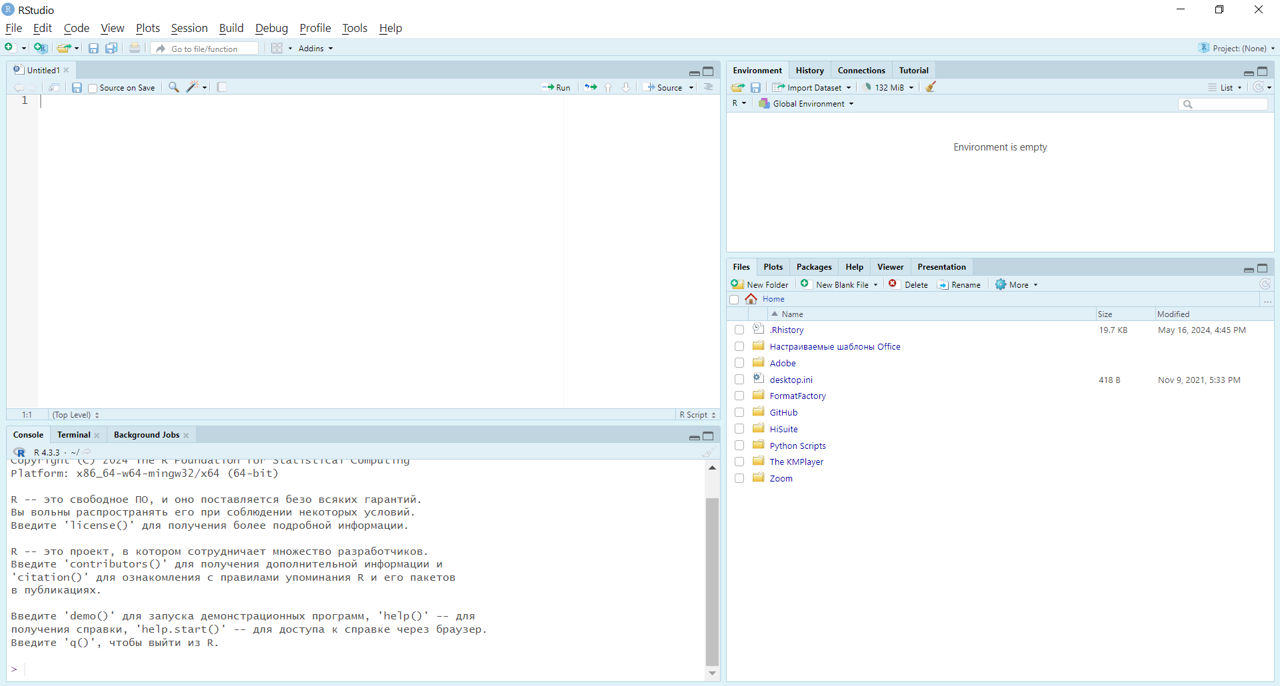 RStudio
File Edit Code View Plots Session Build Debug Profile Tools Help
Go to file/function Addins Project: (None)
Untitled1
Source on Save Run Source
1
1:1 (Top Level) R Script
Console Terminal Background Jobs
R 4.3.3 · ~/
Copyright (C) 2024 The R Foundation for Statistical Computing
Platform: x86_64-w64-mingw32/x64 (64-bit)
R -- это свободное ПО, и оно поставляется безо всяких гарантий.
Вы вольны распространять его при соблюдении некоторых условий.
Введите 'license()' для получения более подробной информации.
R -- это проект, в котором сотрудничает множество разработчиков.
Введите 'contributors()' для получения дополнительной информации и
'citation()' для ознакомления с правилами упоминания R и его пакетов
в публикациях.
Введите 'demo()' для запуска демонстрационных программ, 'help()' -- для
получения справки, 'help.start()' -- для доступа к справке через браузер.
Введите 'q()', чтобы выйти из R.
>
Environment History Connections Tutorial
Import Dataset 132 MiB List
R Global Environment
Environment is empty
Files Plots Packages Help Viewer Presentation
New Folder New Blank File Delete Rename More
Home ...
Name Size Modified
.Rhistory 19.7 KB May 16, 2024, 4:45 PM
Настраиваемые шаблоны Office
Adobe
desktop.ini 418 B Nov 9, 2021, 5:33 PM
FormatFactory
GitHub
HiSuite
Python Scripts
The KMPlayer
Zoom